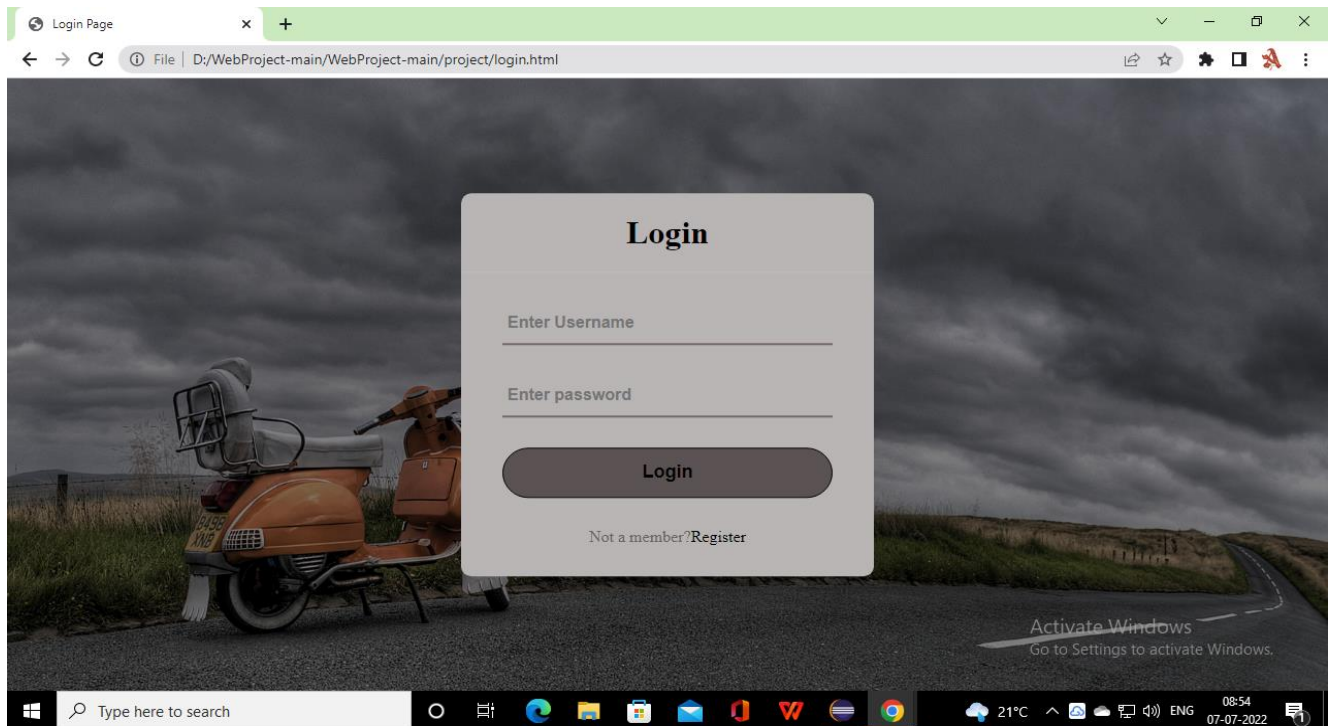 Login Page
File | D:/WebProject-main/WebProject-main/project/login.html
Login
Enter Username
Enter password
Login
Not a member?Register
XNB
Activate Windows
Go to Settings to activate Windows.
Type here to search
21°C ENG 08:54
07-07-2022
1